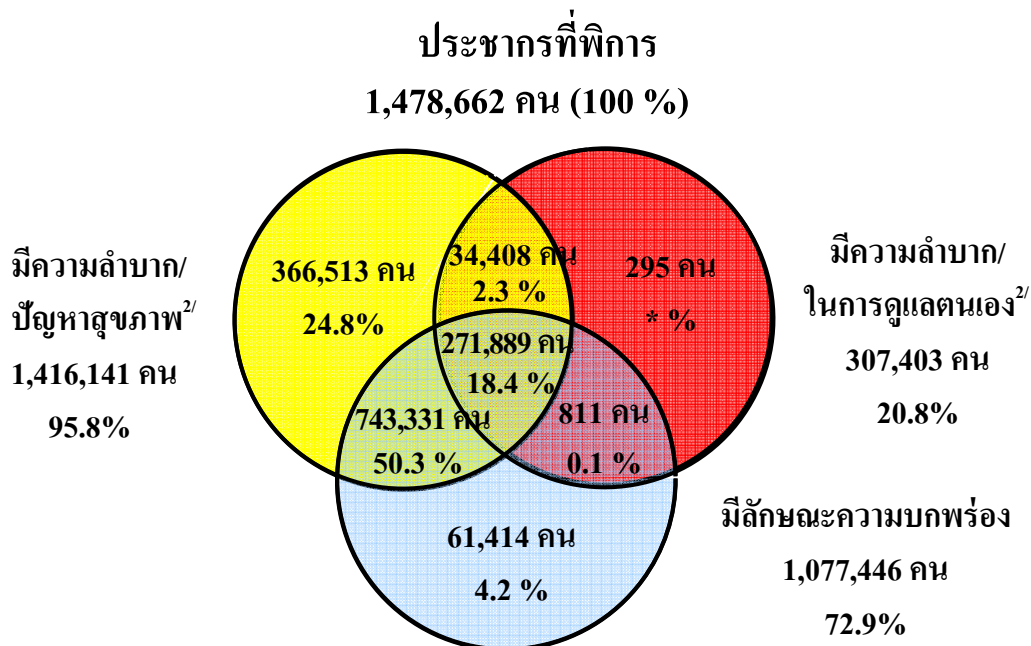 ประชากรที่พิการ
1,478,662 คน (100 %)
มีความลำบาก/
ปัญหาสุขภาพ2/
1,416,141 คน
95.8%
366,513 คน
24.8%
34,408 คน
2.3 %
295 คน
* %
มีความลำบาก/
ในการดูแลตนเอง2/
307,403 คน
20.8%
271,889 คน
18.4 %
743,331 คน
50.3 %
811 คน
0.1 %
61,414 คน
4.2 %
มีลักษณะความบกพร่อง
1,077,446 คน
72.9%